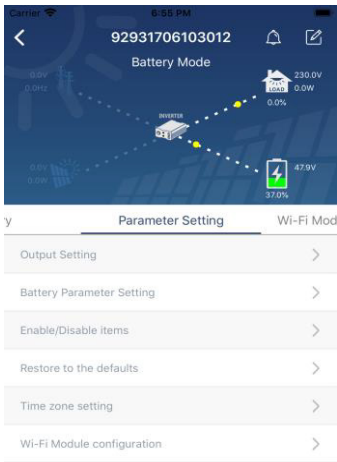 Carrier 6:55 PM
92931706103012
Battery Mode
0.0V
0.0Hz
230.0V
0.0W
LOAD
0.0%
INVERTER
0.0V
0.0W
47.9V
37.0%
y Parameter Setting Wi-Fi Mod
Output Setting
Battery Parameter Setting
Enable/Disable items
Restore to the defaults
Time zone setting
Wi-Fi Module configuration